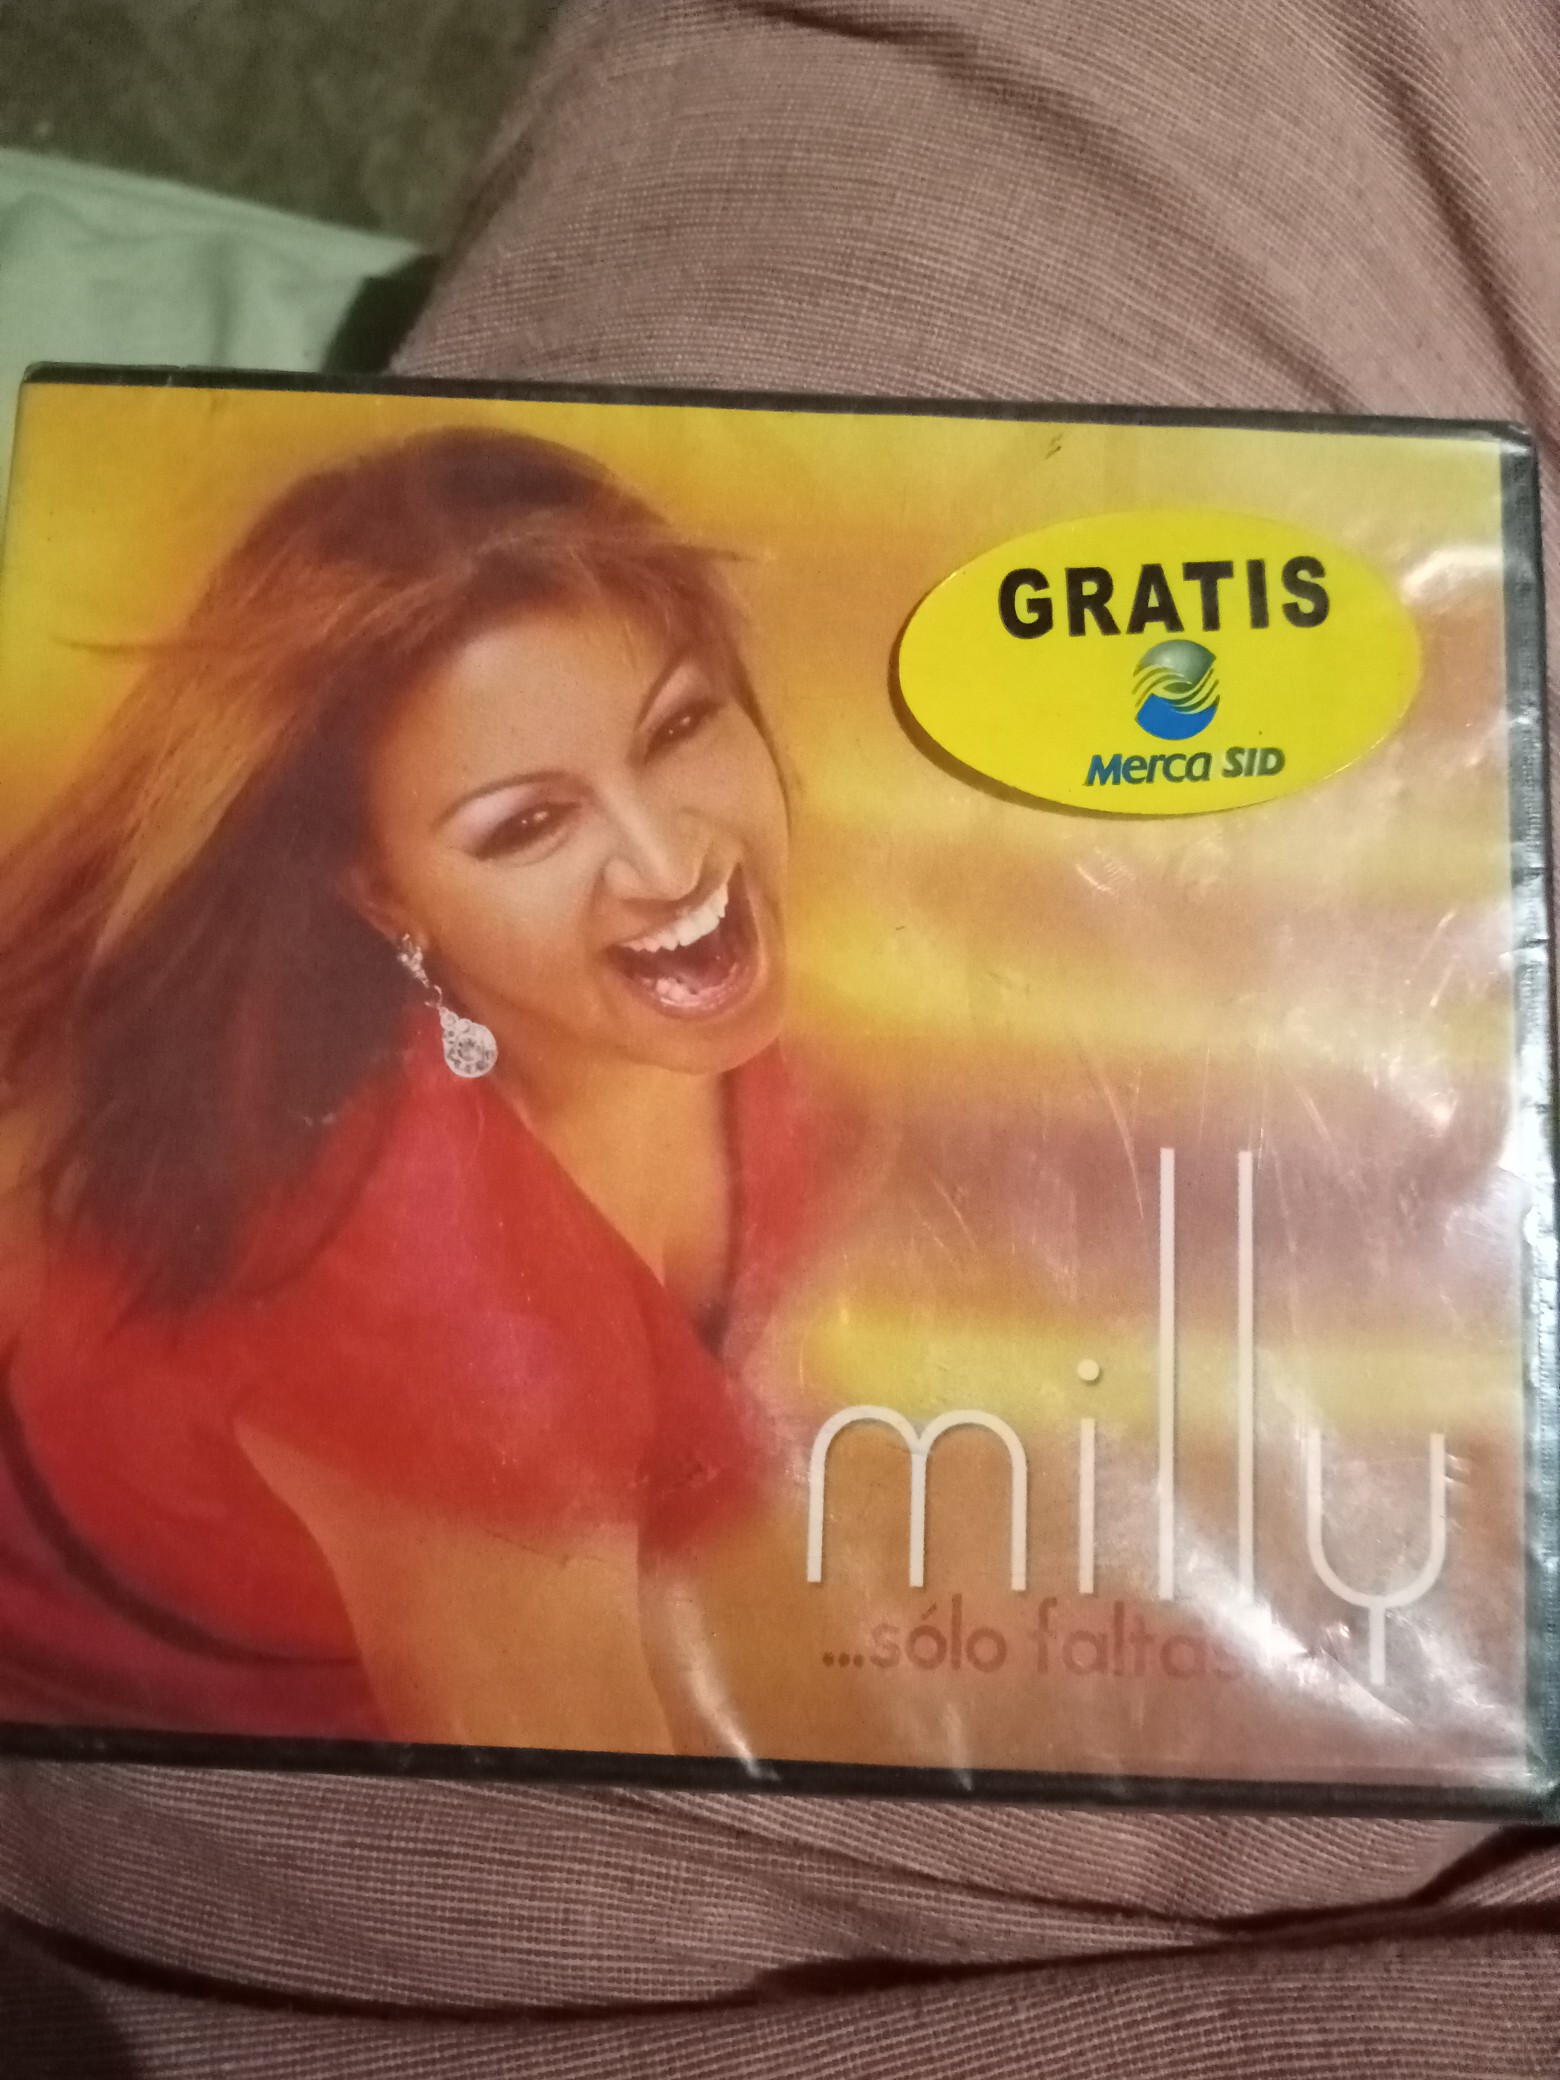 GRATIS
Merca SID
milly
...sólo faltas